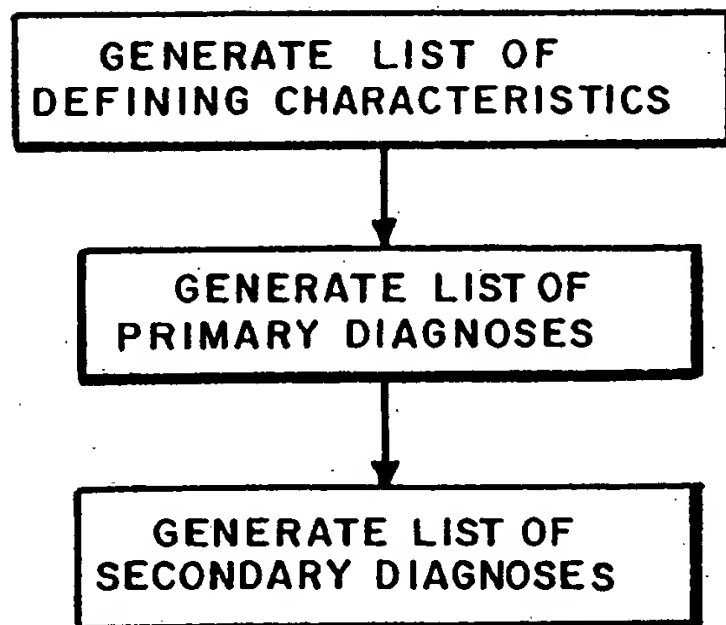 GENERATE LIST OF
DEFINING CHARACTERISTICS
GENERATE LIST OF
PRIMARY DIAGNOSES
GENERATE LIST OF
SECONDARY DIAGNOSES